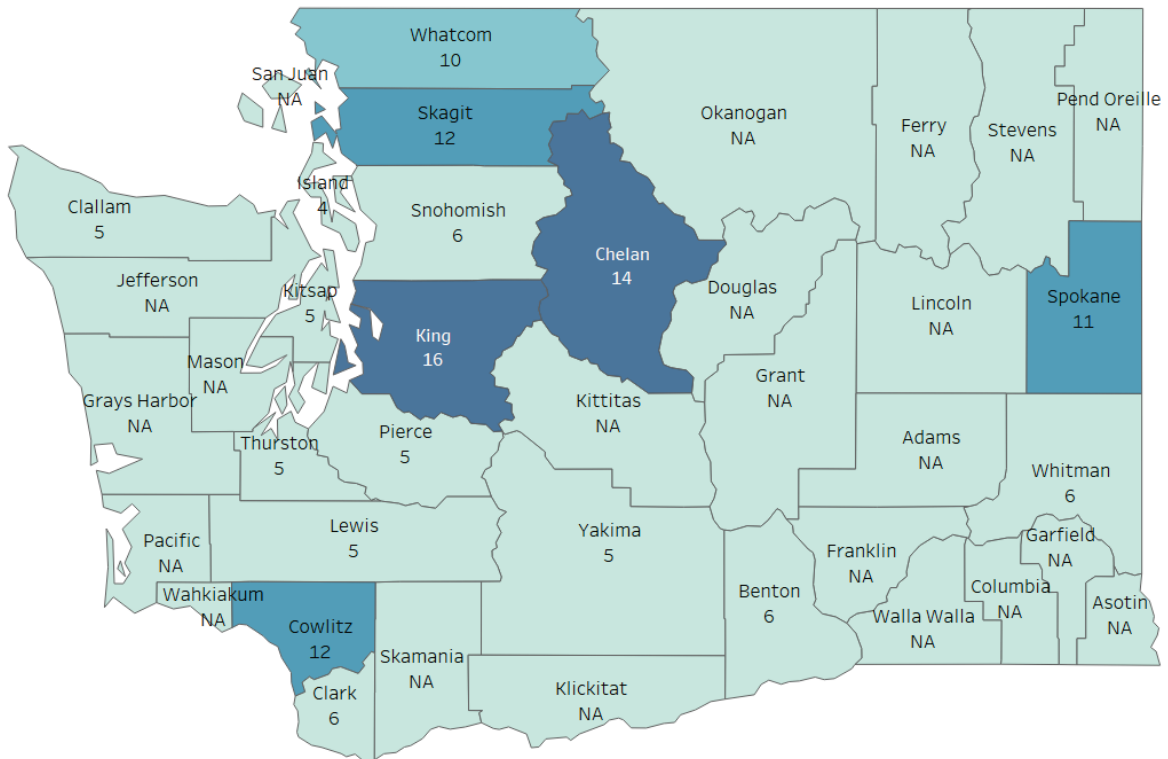 Whatcom
10
San Juan
NA
Skagit
12
Okanogan
NA
Ferry
NA
Stevens
NA
Pend Oreille
NA
Island
4
Clallam
5
Snohomish
6
Chelan
14
Jefferson
NA
Kitsap
5
Douglas
NA
Lincoln
NA
Spokane
11
King
16
Mason
NA
Grays Harbor
NA
Kittitas
NA
Grant
NA
Thurston
5
Pierce
5
Adams
NA
Whitman
6
Pacific
NA
Lewis
5
Yakima
5
Franklin
NA
Garfield
NA
Wahkiakum
NA
Benton
6
Columbia
NA
Asotin
NA
Cowlitz
12
Walla Walla
NA
Skamania
NA
Clark
6
Klickitat
NA